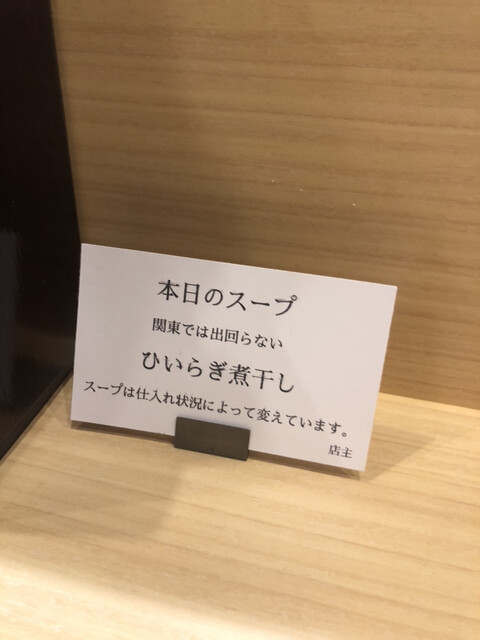 本日のスープ
関東では出回らない
ひいらぎ煮干し
スープは仕入れ状況によって変えています。
店主